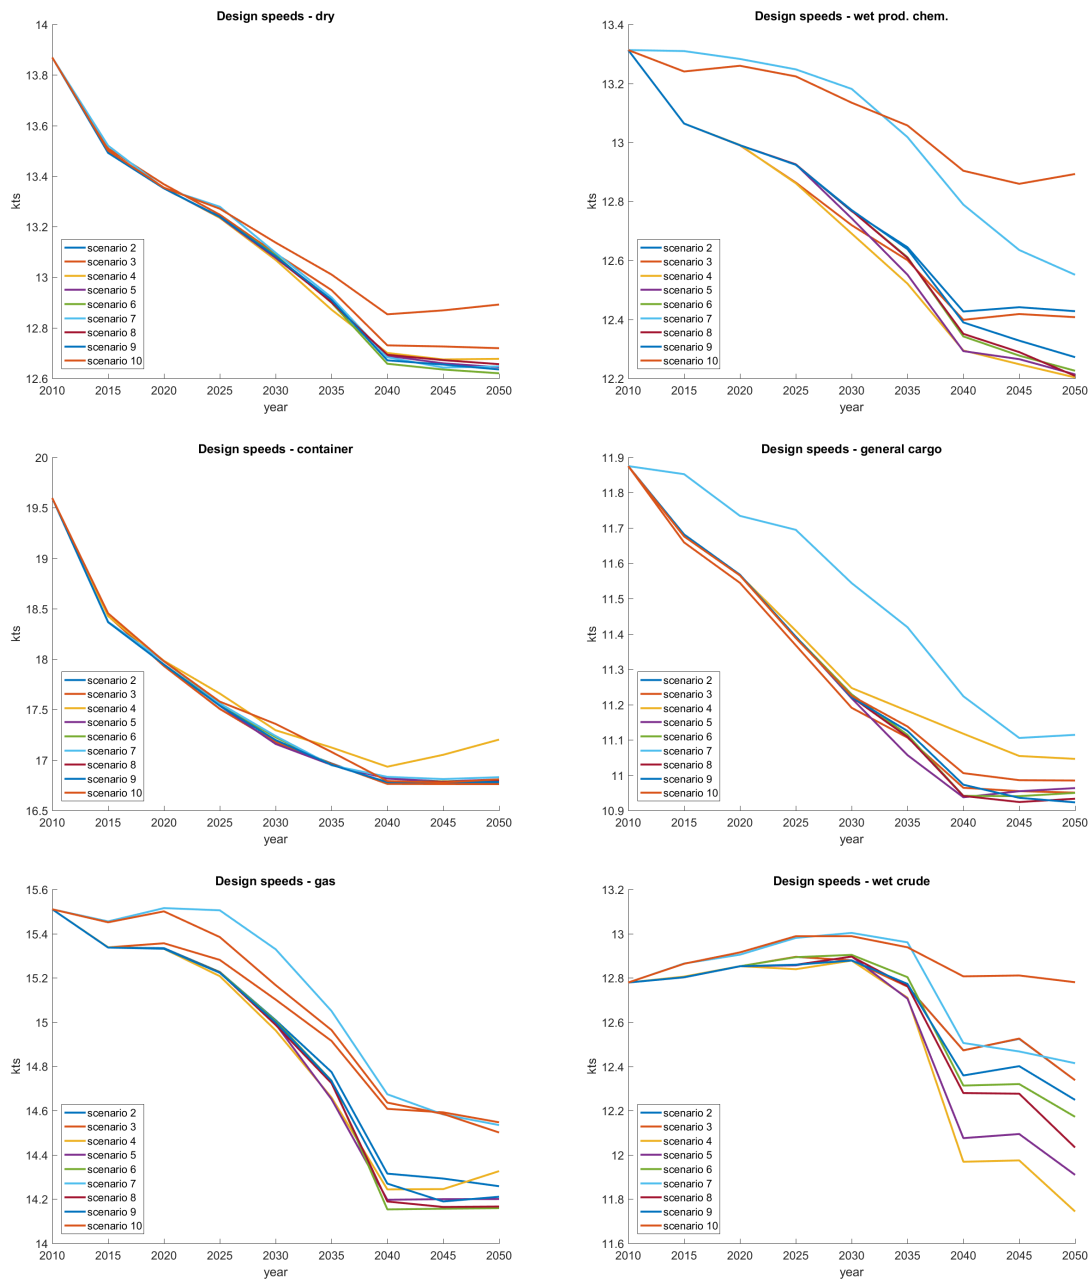 Design speeds - dry
14
13.8
13.6
13.4
13.2
13
12.8
12.6
kts
scenario 2
scenario 3
scenario 4
scenario 5
scenario 6
scenario 7
scenario 8
scenario 9
scenario 10
2010 2015 2020 2025 2030 2035 2040 2045 2050
year
Design speeds - wet prod. chem.
13.4
13.2
13
12.8
12.6
12.4
12.2
kts
scenario 2
scenario 3
scenario 4
scenario 5
scenario 6
scenario 7
scenario 8
scenario 9
scenario 10
2010 2015 2020 2025 2030 2035 2040 2045 2050
year
Design speeds - container
20
19.5
19
18.5
18
17.5
17
16.5
kts
scenario 2
scenario 3
scenario 4
scenario 5
scenario 6
scenario 7
scenario 8
scenario 9
scenario 10
2010 2015 2020 2025 2030 2035 2040 2045 2050
year
Design speeds - general cargo
11.9
11.8
11.7
11.6
11.5
11.4
11.3
11.2
11.1
11
10.9
kts
scenario 2
scenario 3
scenario 4
scenario 5
scenario 6
scenario 7
scenario 8
scenario 9
scenario 10
2010 2015 2020 2025 2030 2035 2040 2045 2050
year
Design speeds - gas
15.6
15.4
15.2
15
14.8
14.6
14.4
14.2
14
kts
scenario 2
scenario 3
scenario 4
scenario 5
scenario 6
scenario 7
scenario 8
scenario 9
scenario 10
2010 2015 2020 2025 2030 2035 2040 2045 2050
year
Design speeds - wet crude
13.2
13
12.8
12.6
12.4
12.2
12
11.8
11.6
kts
scenario 2
scenario 3
scenario 4
scenario 5
scenario 6
scenario 7
scenario 8
scenario 9
scenario 10
2010 2015 2020 2025 2030 2035 2040 2045 2050
year